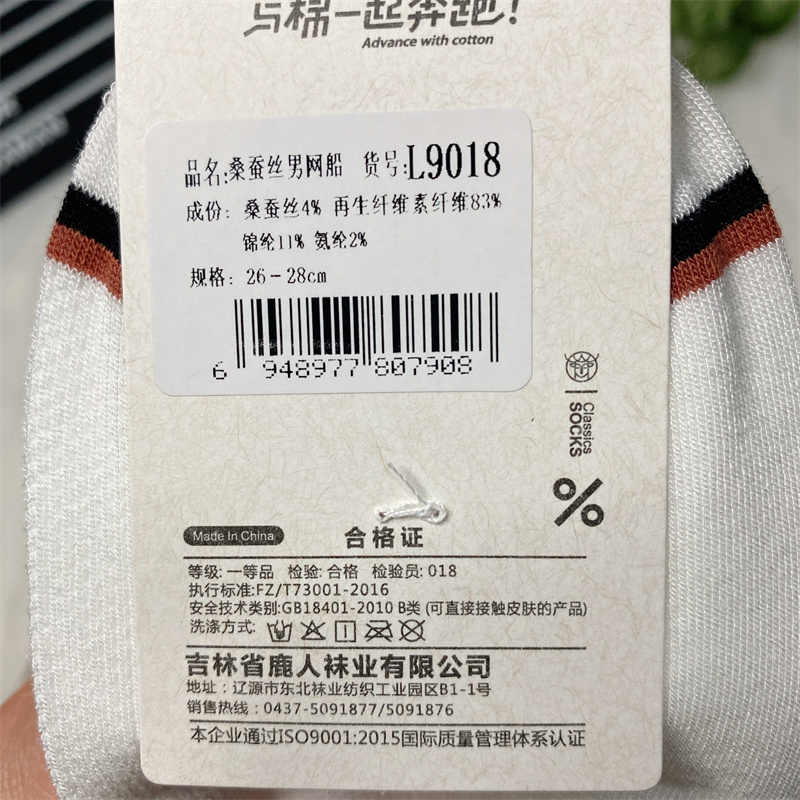 与棉一起奔跑！
Advance with cotton
品名:桑蚕丝男网船 货号:L9018
成份：桑蚕丝4% 再生纤维素纤维83%
锦纶11% 氨纶2%
规格：26-28cm
6 948977 807908
Classics
SOCKS
%
Made In China
合格证
等级: 一等品 检验: 合格 检验员: 018
执行标准:FZ/T73001-2016
安全技术类别:GB18401-2010 B类 (可直接接触皮肤的产品)
洗涤方式:
吉林省鹿人袜业有限公司
地址：辽源市东北袜业纺织工业园区B1-1号
销售热线：0437-5091877/5091876
本企业通过ISO9001:2015国际质量管理体系认证